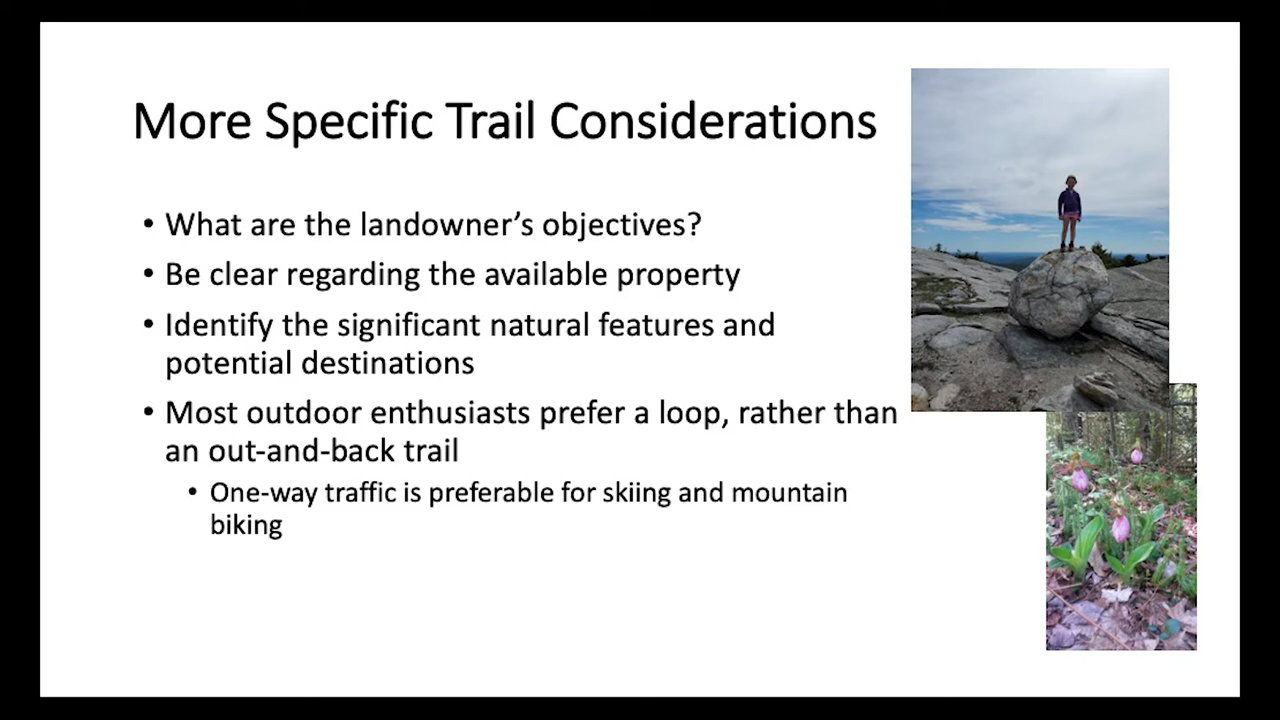 More Specific Trail Considerations
• What are the landowner’s objectives?
• Be clear regarding the available property
• Identify the significant natural features and
potential destinations
• Most outdoor enthusiasts prefer a loop, rather than
an out-and-back trail
• One-way traffic is preferable for skiing and mountain
biking